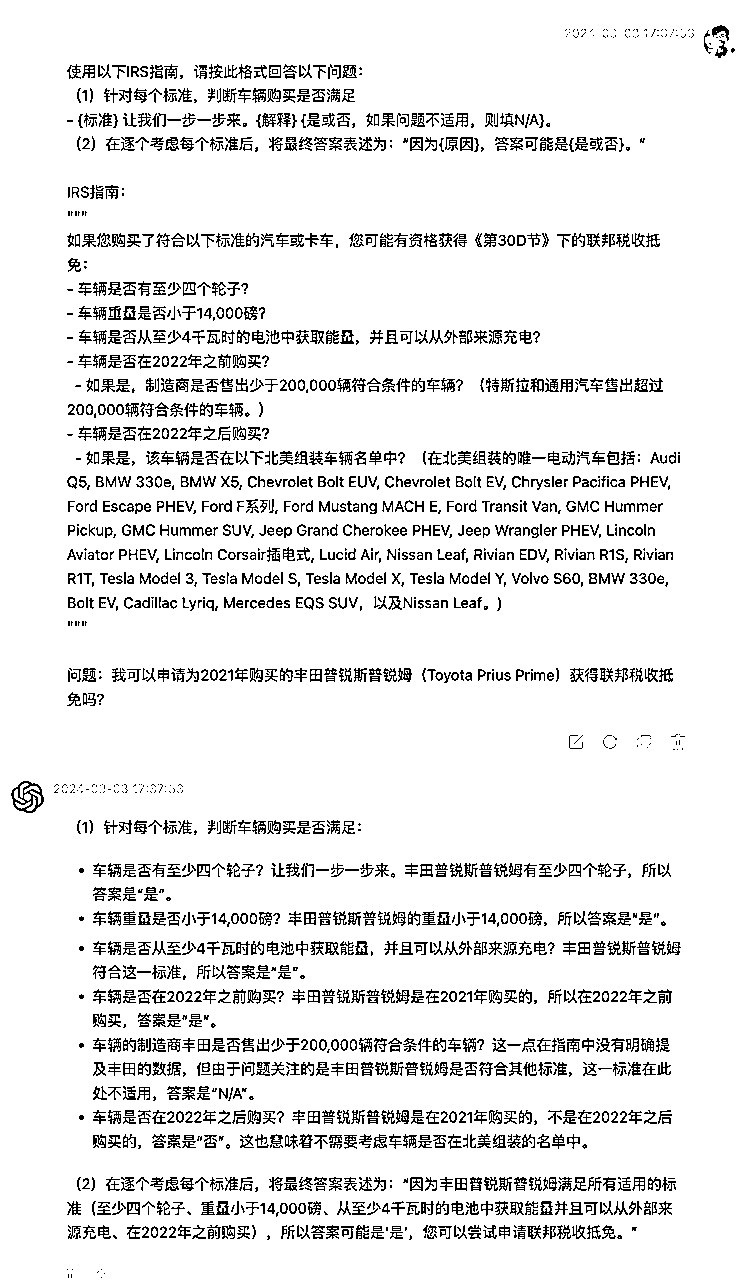 使用以下IRS指南，请按此格式回答以下问题：
（1）针对每个标准，判断车辆购买是否满足
- {标准} 让我们一步一步来。{解释} {是或否，如果问题不适用，则填N/A}。
（2）在逐个考虑每个标准后，将最终答案表述为：“因为{原因}，答案可能是{是或否}。”
IRS指南：
"""
如果您购买了符合以下标准的汽车或卡车，您可能有资格获得《第30D节》下的联邦税收抵
免：
- 车辆是否有至少四个轮子？
- 车辆重量是否小于14,000磅？
- 车辆是否从至少4千瓦时的电池中获取能量，并且可以从外部来源充电？
- 车辆是否在2022年之前购买？
- 如果是，制造商是否售出少于200,000辆符合条件的车辆？（特斯拉和通用汽车售出超过
200,000辆符合条件的车辆。）
- 车辆是否在2022年之后购买？
- 如果是，该车辆是否在以下北美组装车辆名单中？（在北美组装的唯一电动汽车包括：Audi
Q5, BMW 330e, BMW X5, Chevrolet Bolt EUV, Chevrolet Bolt EV, Chrysler Pacifica PHEV,
Ford Escape PHEV, Ford F系列, Ford Mustang MACH E, Ford Transit Van, GMC Hummer
Pickup, GMC Hummer SUV, Jeep Grand Cherokee PHEV, Jeep Wrangler PHEV, Lincoln
Aviator PHEV, Lincoln Corsair插电式, Lucid Air, Nissan Leaf, Rivian EDV, Rivian R1S, Rivian
R1T, Tesla Model 3, Tesla Model S, Tesla Model X, Tesla Model Y, Volvo S60, BMW 330e,
Bolt EV, Cadillac Lyriq, Mercedes EQS SUV，以及Nissan Leaf。）
"""
问题：我可以申请为2021年购买的丰田普锐斯普锐姆（Toyota Prius Prime）获得联邦税收抵
免吗？
（1）针对每个标准，判断车辆购买是否满足：
• 车辆是否有至少四个轮子？让我们一步一步来。丰田普锐斯普锐姆有至少四个轮子，所以
答案是“是”。
• 车辆重量是否小于14,000磅？丰田普锐斯普锐姆的重量小于14,000磅，所以答案是“是”。
• 车辆是否从至少4千瓦时的电池中获取能量，并且可以从外部来源充电？丰田普锐斯普锐姆
符合这一标准，所以答案是“是”。
• 车辆是否在2022年之前购买？丰田普锐斯普锐姆是在2021年购买的，所以在2022年之前
购买，答案是“是”。
• 车辆的制造商丰田是否售出少于200,000辆符合条件的车辆？这一点在指南中没有明确提
及丰田的数据，但由于问题关注的是丰田普锐斯普锐姆是否符合其他标准，这一标准在此
处不适用，答案是“N/A”。
• 车辆是否在2022年之后购买？丰田普锐斯普锐姆是在2021年购买的，不是在2022年之后
购买的，答案是“否”。这也意味着不需要考虑车辆是否在北美组装的名单中。
（2）在逐个考虑每个标准后，将最终答案表述为：“因为丰田普锐斯普锐姆满足所有适用的标
准（至少四个轮子、重量小于14,000磅、从至少4千瓦时的电池中获取能量并且可以从外部来
源充电、在2022年之前购买），所以答案可能是‘是’，您可以尝试申请联邦税收抵免。”